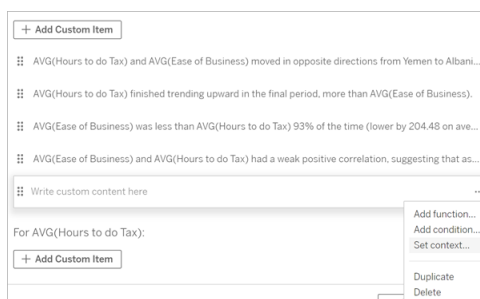 + Add Custom Item
AVG(Hours to do Tax) and AVG(Ease of Business) moved in opposite directions from Yemen to Albani...
AVG(Hours to do Tax) finished trending upward in the final period, more than AVG(Ease of Business).
AVG(Ease of Business) was less than AVG(Hours to do Tax) 93% of the time (lower by 204.48 on ave...
AVG(Ease of Business) and AVG(Hours to do Tax) had a weak positive correlation, suggesting that as...
Write custom content here
Add function...
Add condition...
Set context...
Duplicate
Delete
For AVG(Hours to do Tax):
+ Add Custom Item